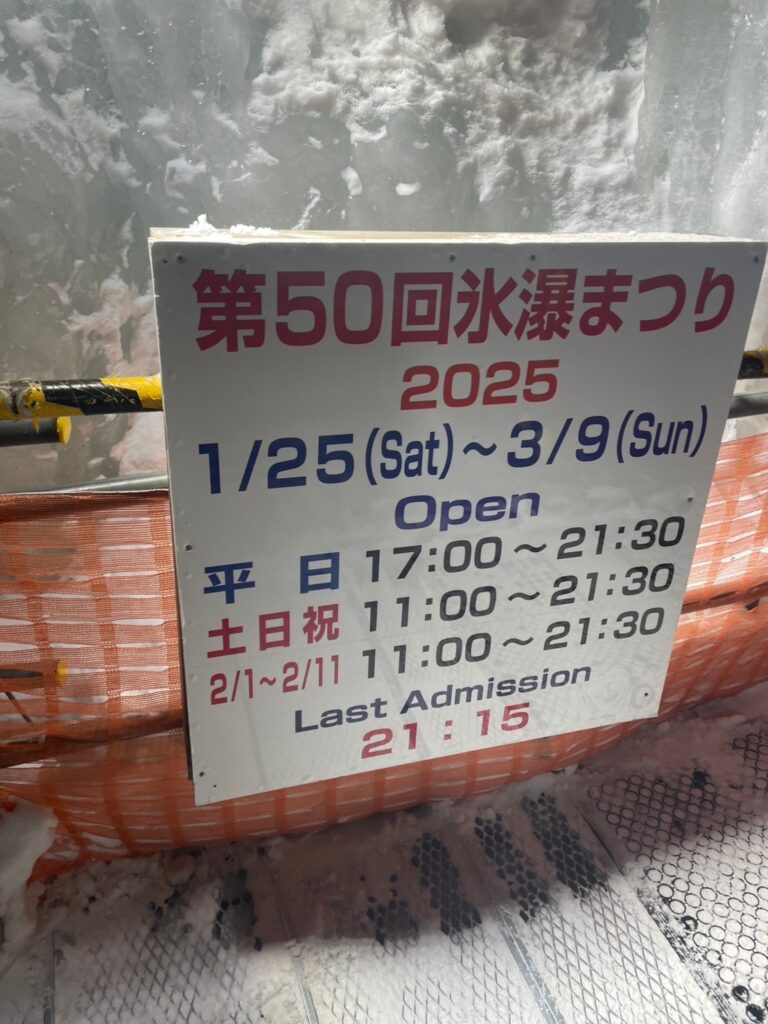 第50回氷瀑まつり
2025
1/25(Sat)～3/9(Sun)
Open
平 日 17:00～21:30
土日祝 11:00～21:30
2/1~2/11 11:00～21:30
Last Admission
21:15